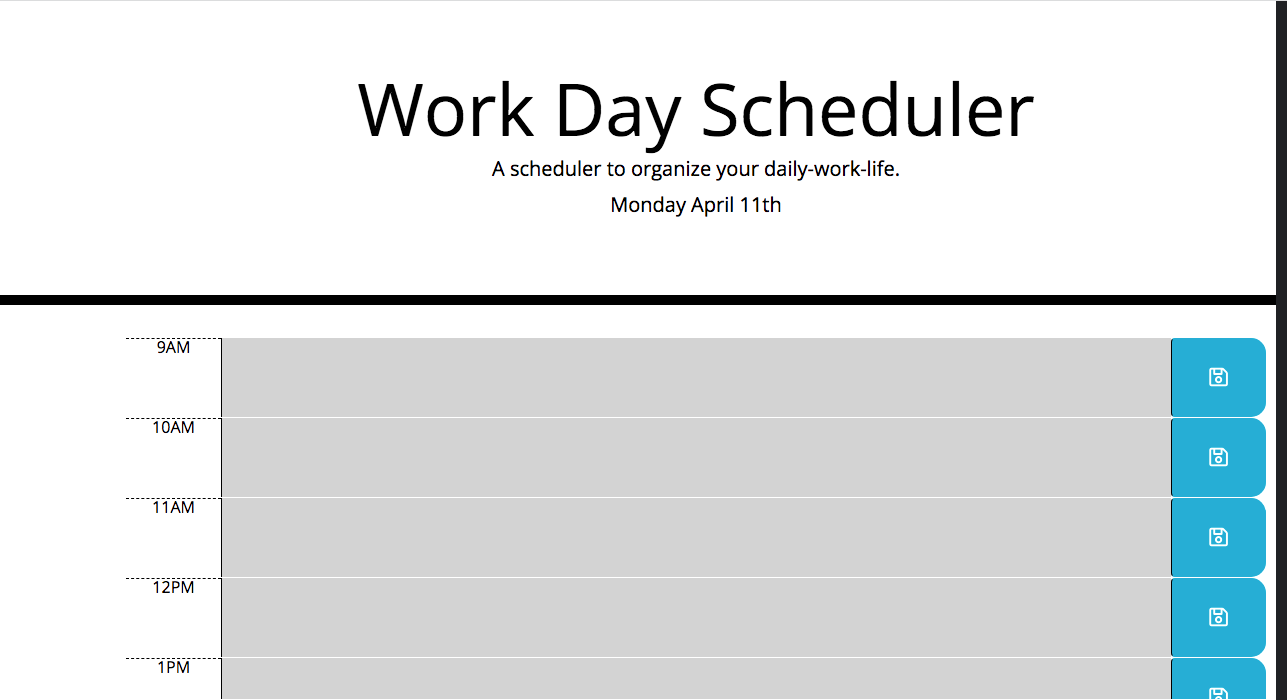 Work Day Scheduler
A scheduler to organize your daily-work-life.
Monday April 11th
9AM
10AM
11AM
12PM
1PM